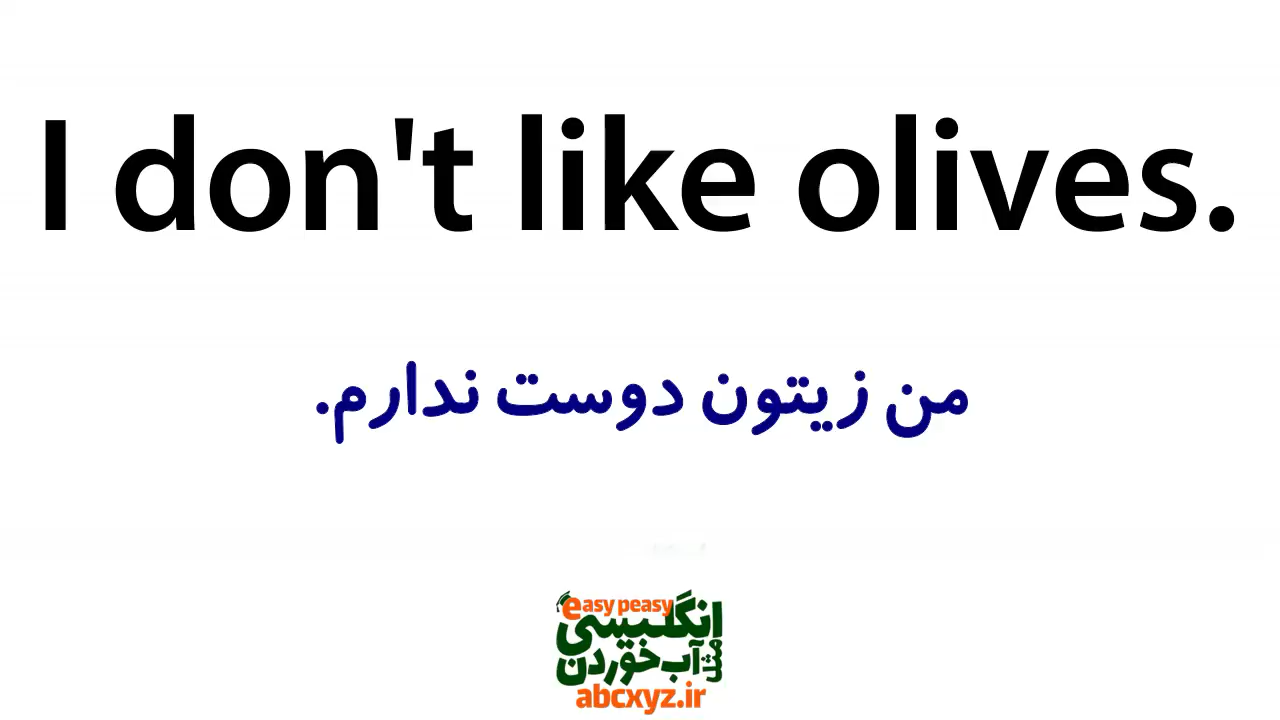 I don't like olives.
من زیتون دوست ندارم.
easy peasy
انگلیسی
مثل آب خوردن
abcxyz.ir